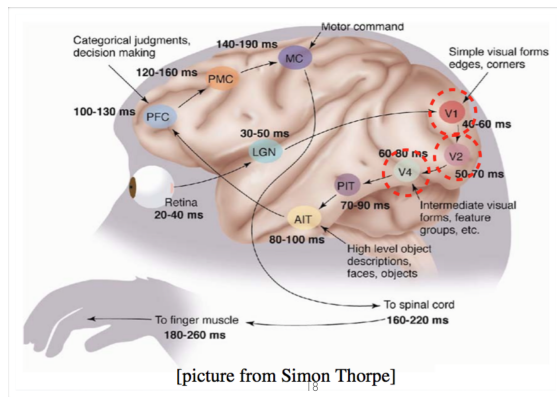 Categorical judgments,
decision making
140-190 ms
Motor command
MC
120-160 ms
PMC
Simple visual forms
edges, corners
100-130 ms
PFC
30-50 ms
LGN
V1
40-60 ms
60-80 ms
V2
V4
50-70 ms
PIT
70-90 ms
Retina
20-40 ms
AIT
80-100 ms
Intermediate visual
forms, feature
groups, etc.
High level object
descriptions,
faces, objects
To spinal cord
160-220 ms
To finger muscle
180-260 ms
[picture from Simon Thorpe]
18